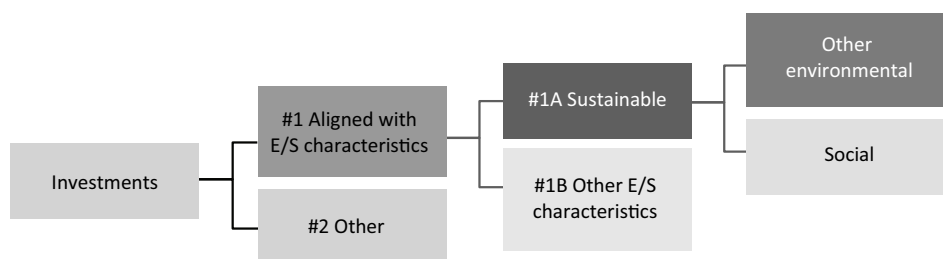 Investments
#1 Aligned with
E/S characteristics
#2 Other
#1A Sustainable
#1B Other E/S
characteristics
Other
environmental
Social